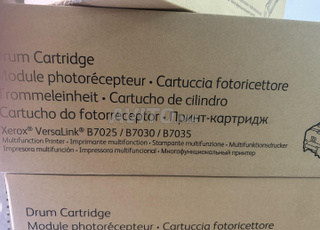 Drum Cartridge
Module photorécepteur • Cartuccia fotoricettore
Trommeleinheit • Cartucho de cilindro
Cartucho do fotorreceptor • Принт-картридж
Xerox® VersaLink® B7025 / B7030 / B7035
Multifunction Printer • Imprimante multifonction • Stampante multifunzione • Multifunktionsdrucker
Impresora multifunción • Impressora multifuncional • Многофункциональный принтер
Drum Cartridge
Module photorécepteur • Cartuccia fotoricettore